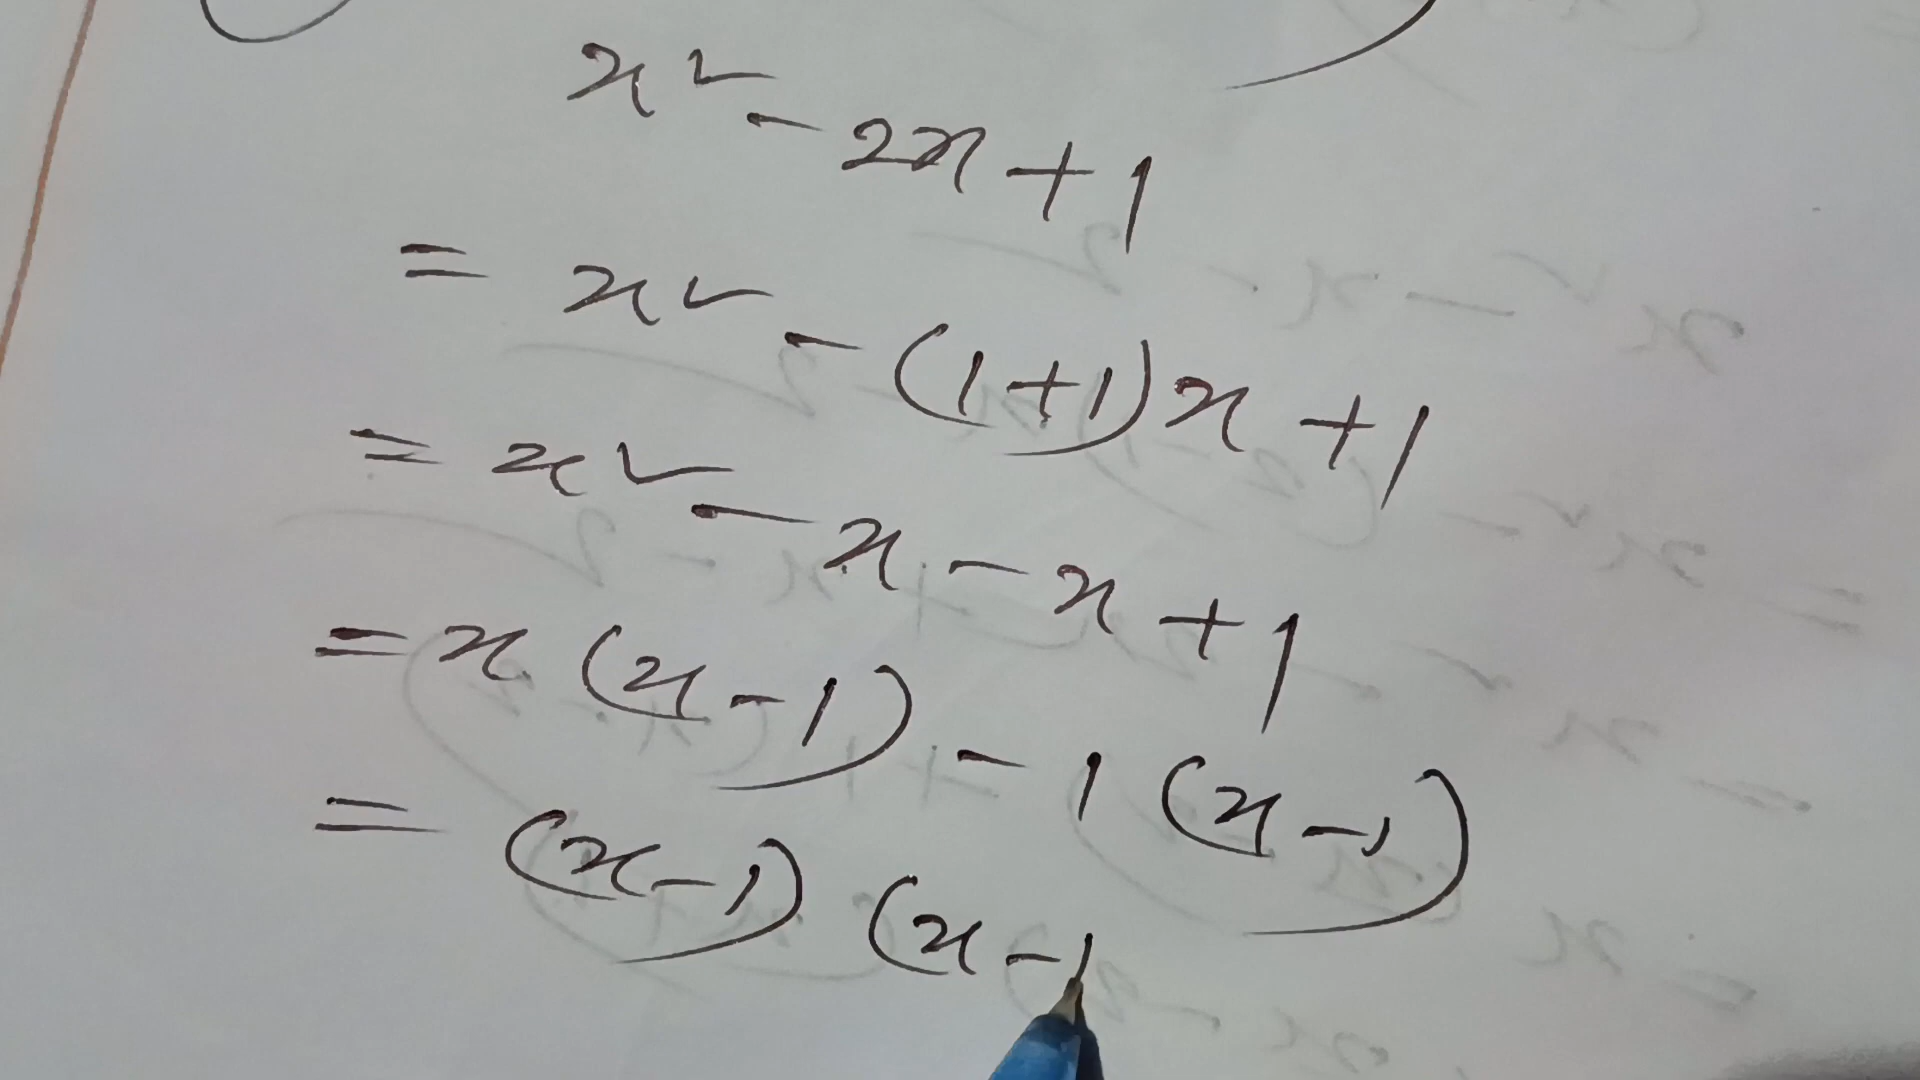 x² - 2x + 1
= x² - (1+1)x + 1
= x² - x - x + 1
= x (x - 1) - 1 (x - 1)
= (x - 1) (x - 1